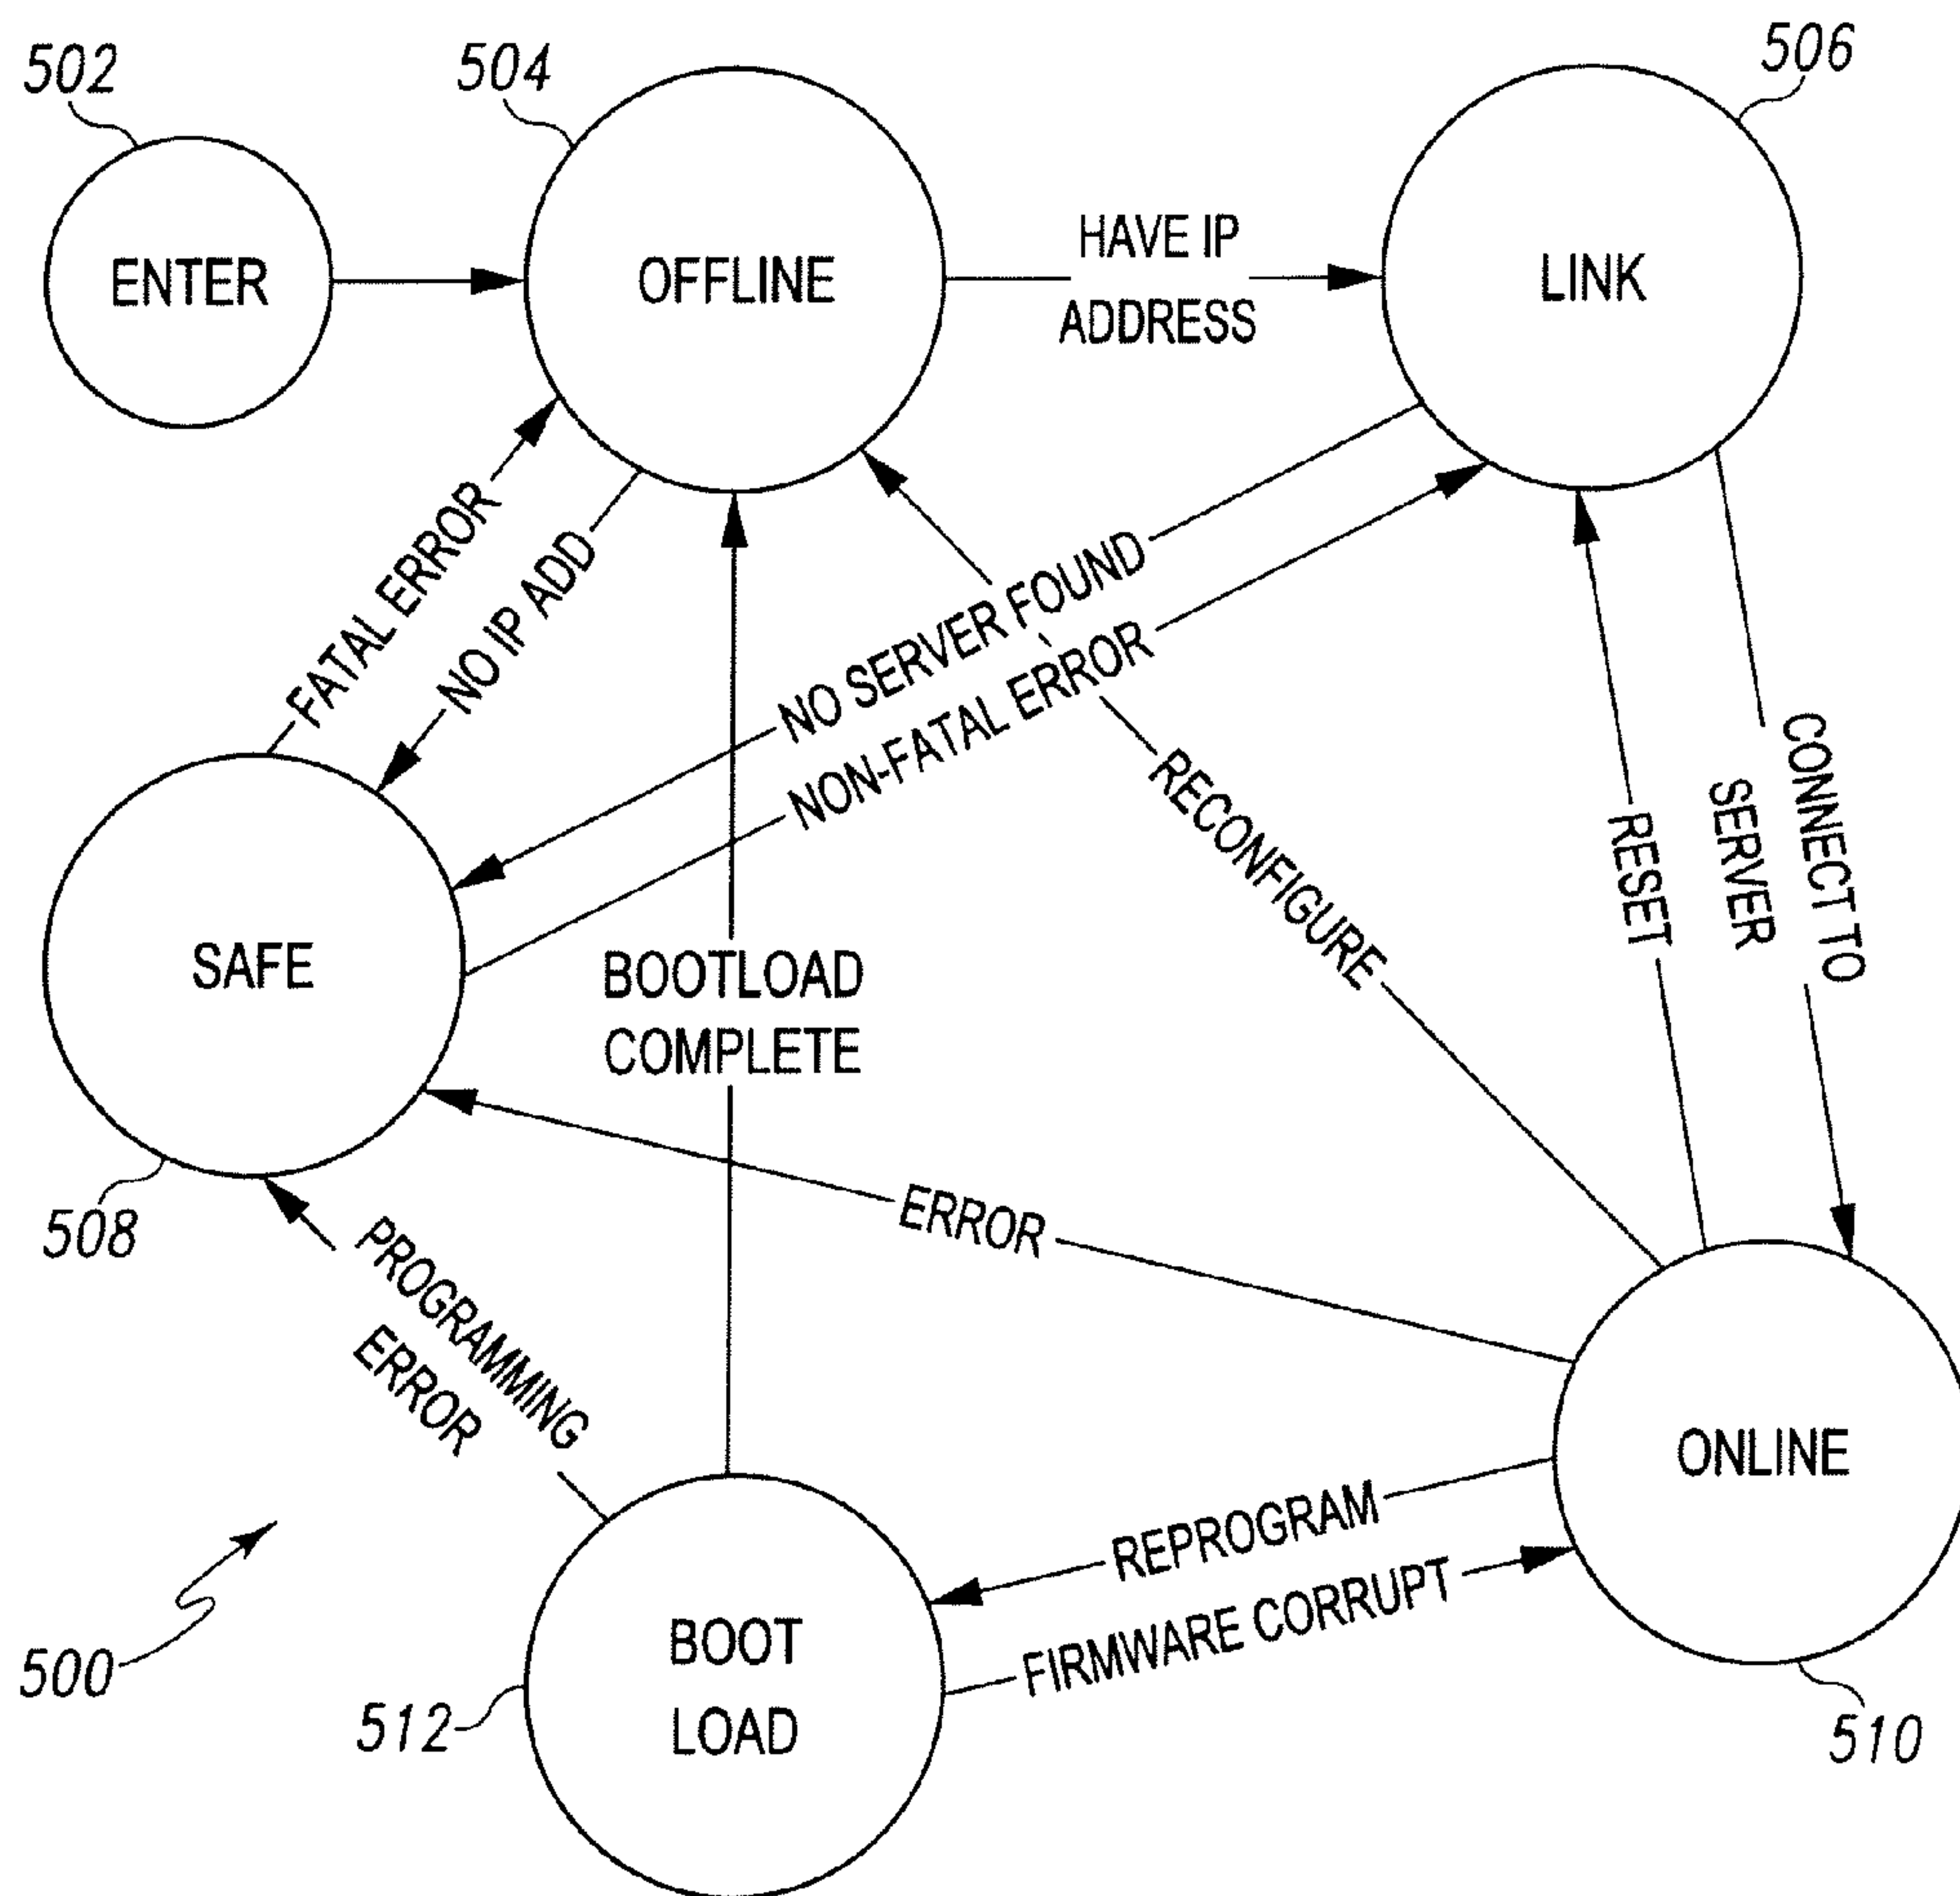 502
504
506
ENTER
OFFLINE
HAVE IP
ADDRESS
LINK
FATAL ERROR
NO IP ADD
NO SERVER FOUND
NON-FATAL ERROR
RECONFIGURE
RESET
CONNECT TO
SERVER
SAFE
BOOTLOAD
COMPLETE
508
ERROR
PROGRAMMING
ERROR
ONLINE
REPROGRAM
FIRMWARE CORRUPT
BOOT
LOAD
500
512
510